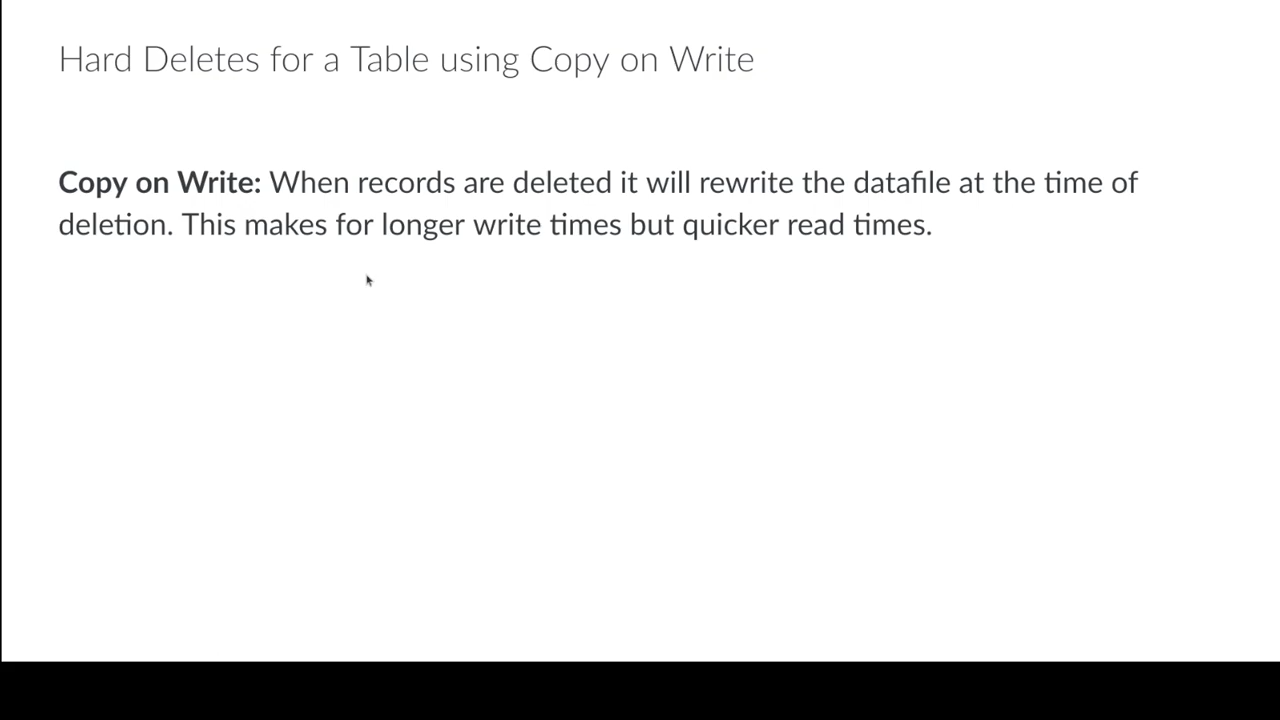 Hard Deletes for a Table using Copy on Write
Copy on Write: When records are deleted it will rewrite the datafile at the time of
deletion. This makes for longer write times but quicker read times.